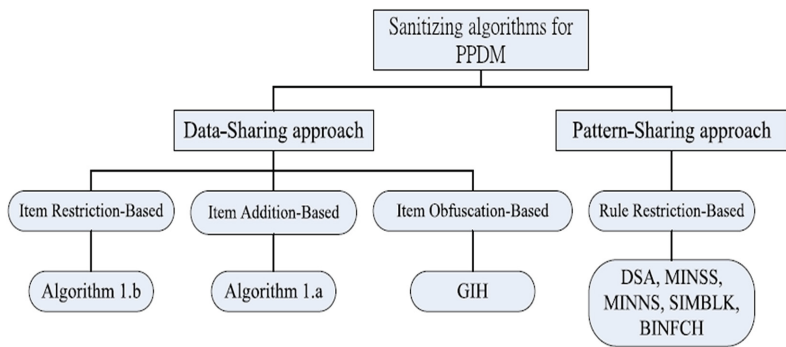 Sanitizing algorithms for
PPDM
Data-Sharing approach
Pattern-Sharing approach
Item Restriction-Based
Item Addition-Based
Item Obfuscation-Based
Rule Restriction-Based
Algorithm 1.b
Algorithm 1.a
GIH
DSA, MINSS,
MINNS, SIMBLK,
BINFCH